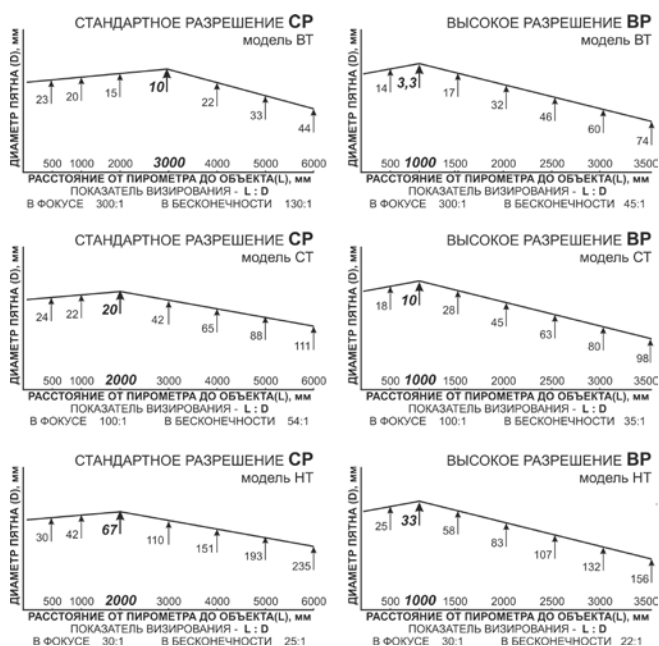 СТАНДАРТНОЕ РАЗРЕШЕНИЕ СР
модель ВТ
ДИАМЕТР ПЯТНА (D), мм
23 20 15 10 22 33 44
500 1000 2000 3000 4000 5000 6000
РАССТОЯНИЕ ОТ ПИРОМЕТРА ДО ОБЪЕКТА(L), мм
ПОКАЗАТЕЛЬ ВИЗИРОВАНИЯ - L : D
В ФОКУСЕ 300:1 В БЕСКОНЕЧНОСТИ 130:1
ВЫСОКОЕ РАЗРЕШЕНИЕ ВР
модель ВТ
ДИАМЕТР ПЯТНА (D), мм
14 3,3 17 32 46 60 74
500 1000 1500 2000 2500 3000 3500
РАССТОЯНИЕ ОТ ПИРОМЕТРА ДО ОБЪЕКТА(L), мм
ПОКАЗАТЕЛЬ ВИЗИРОВАНИЯ - L : D
В ФОКУСЕ 300:1 В БЕСКОНЕЧНОСТИ 45:1
СТАНДАРТНОЕ РАЗРЕШЕНИЕ СР
модель СТ
ДИАМЕТР ПЯТНА (D), мм
24 22 20 42 65 88 111
500 1000 2000 3000 4000 5000 6000
РАССТОЯНИЕ ОТ ПИРОМЕТРА ДО ОБЪЕКТА(L), мм
ПОКАЗАТЕЛЬ ВИЗИРОВАНИЯ - L : D
В ФОКУСЕ 100:1 В БЕСКОНЕЧНОСТИ 54:1
ВЫСОКОЕ РАЗРЕШЕНИЕ ВР
модель СТ
ДИАМЕТР ПЯТНА (D), мм
18 10 28 45 63 80 98
500 1000 1500 2000 2500 3000 3500
РАССТОЯНИЕ ОТ ПИРОМЕТРА ДО ОБЪЕКТА(L), мм
ПОКАЗАТЕЛЬ ВИЗИРОВАНИЯ - L : D
В ФОКУСЕ 100:1 В БЕСКОНЕЧНОСТИ 35:1
СТАНДАРТНОЕ РАЗРЕШЕНИЕ СР
модель НТ
ДИАМЕТР ПЯТНА (D), мм
30 42 67 110 151 193 235
500 1000 2000 3000 4000 5000 6000
РАССТОЯНИЕ ОТ ПИРОМЕТРА ДО ОБЪЕКТА(L), мм
ПОКАЗАТЕЛЬ ВИЗИРОВАНИЯ - L : D
В ФОКУСЕ 30:1 В БЕСКОНЕЧНОСТИ 25:1
ВЫСОКОЕ РАЗРЕШЕНИЕ ВР
модель НТ
ДИАМЕТР ПЯТНА (D), мм
25 33 58 83 107 132 156
500 1000 1500 2000 2500 3000 3500
РАССТОЯНИЕ ОТ ПИРОМЕТРА ДО ОБЪЕКТА(L), мм
ПОКАЗАТЕЛЬ ВИЗИРОВАНИЯ - L : D
В ФОКУСЕ 30:1 В БЕСКОНЕЧНОСТИ 22:1